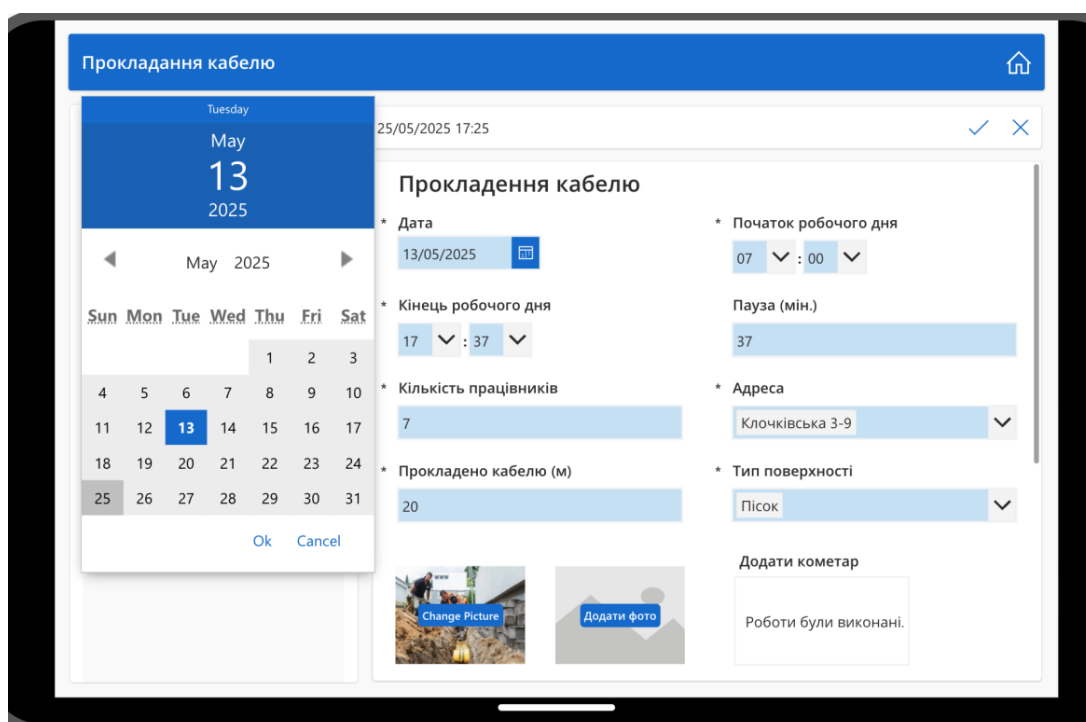 Прокладання кабелю
Tuesday
May
13
2025
May 2025
Sun Mon Tue Wed Thu Fri Sat
1 2 3
4 5 6 7 8 9 10
11 12 13 14 15 16 17
18 19 20 21 22 23 24
25 26 27 28 29 30 31
Ok Cancel
25/05/2025 17:25
Прокладення кабелю
* Дата
13/05/2025
* Початок робочого дня
07 : 00
* Кінець робочого дня
17 : 37
Пауза (мін.)
37
* Кількість працівників
7
* Адреса
Клочківська 3-9
* Прокладено кабелю (м)
20
* Тип поверхності
Пісок
www
Change Picture
Додати фото
Додати кометар
Роботи були виконані.